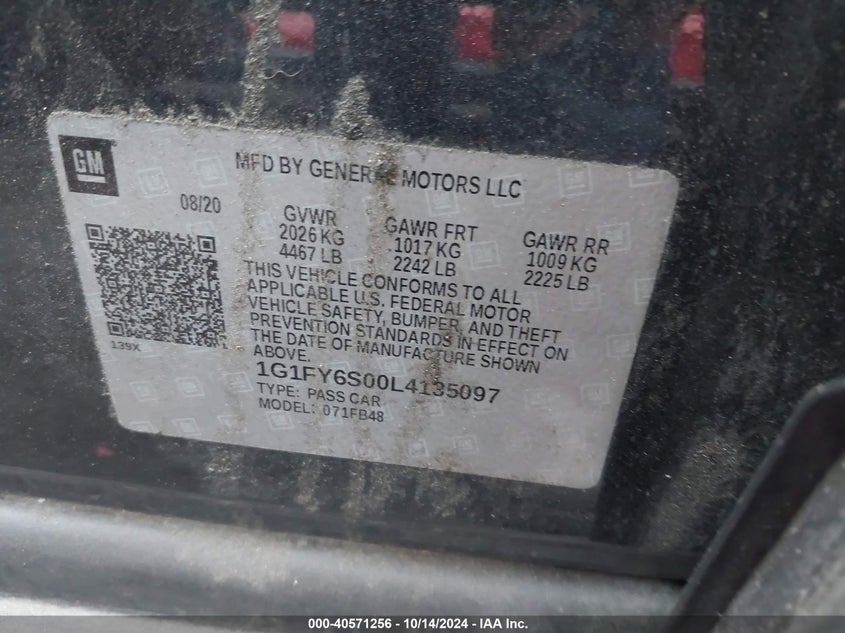 GM
MFD BY GENERAL MOTORS LLC
08/20
GVWR
2026 KG
4467 LB
GAWR FRT
1017 KG
2242 LB
GAWR RR
1009 KG
2225 LB
THIS VEHICLE CONFORMS TO ALL
APPLICABLE U.S. FEDERAL MOTOR
VEHICLE SAFETY, BUMPER, AND THEFT
PREVENTION STANDARDS IN EFFECT ON
THE DATE OF MANUFACTURE SHOWN
ABOVE.
139X
1G1FY6S00L4135097
TYPE: PASS CAR
MODEL: 071FB48
000-40571256 - 10/14/2024 - IAA Inc.